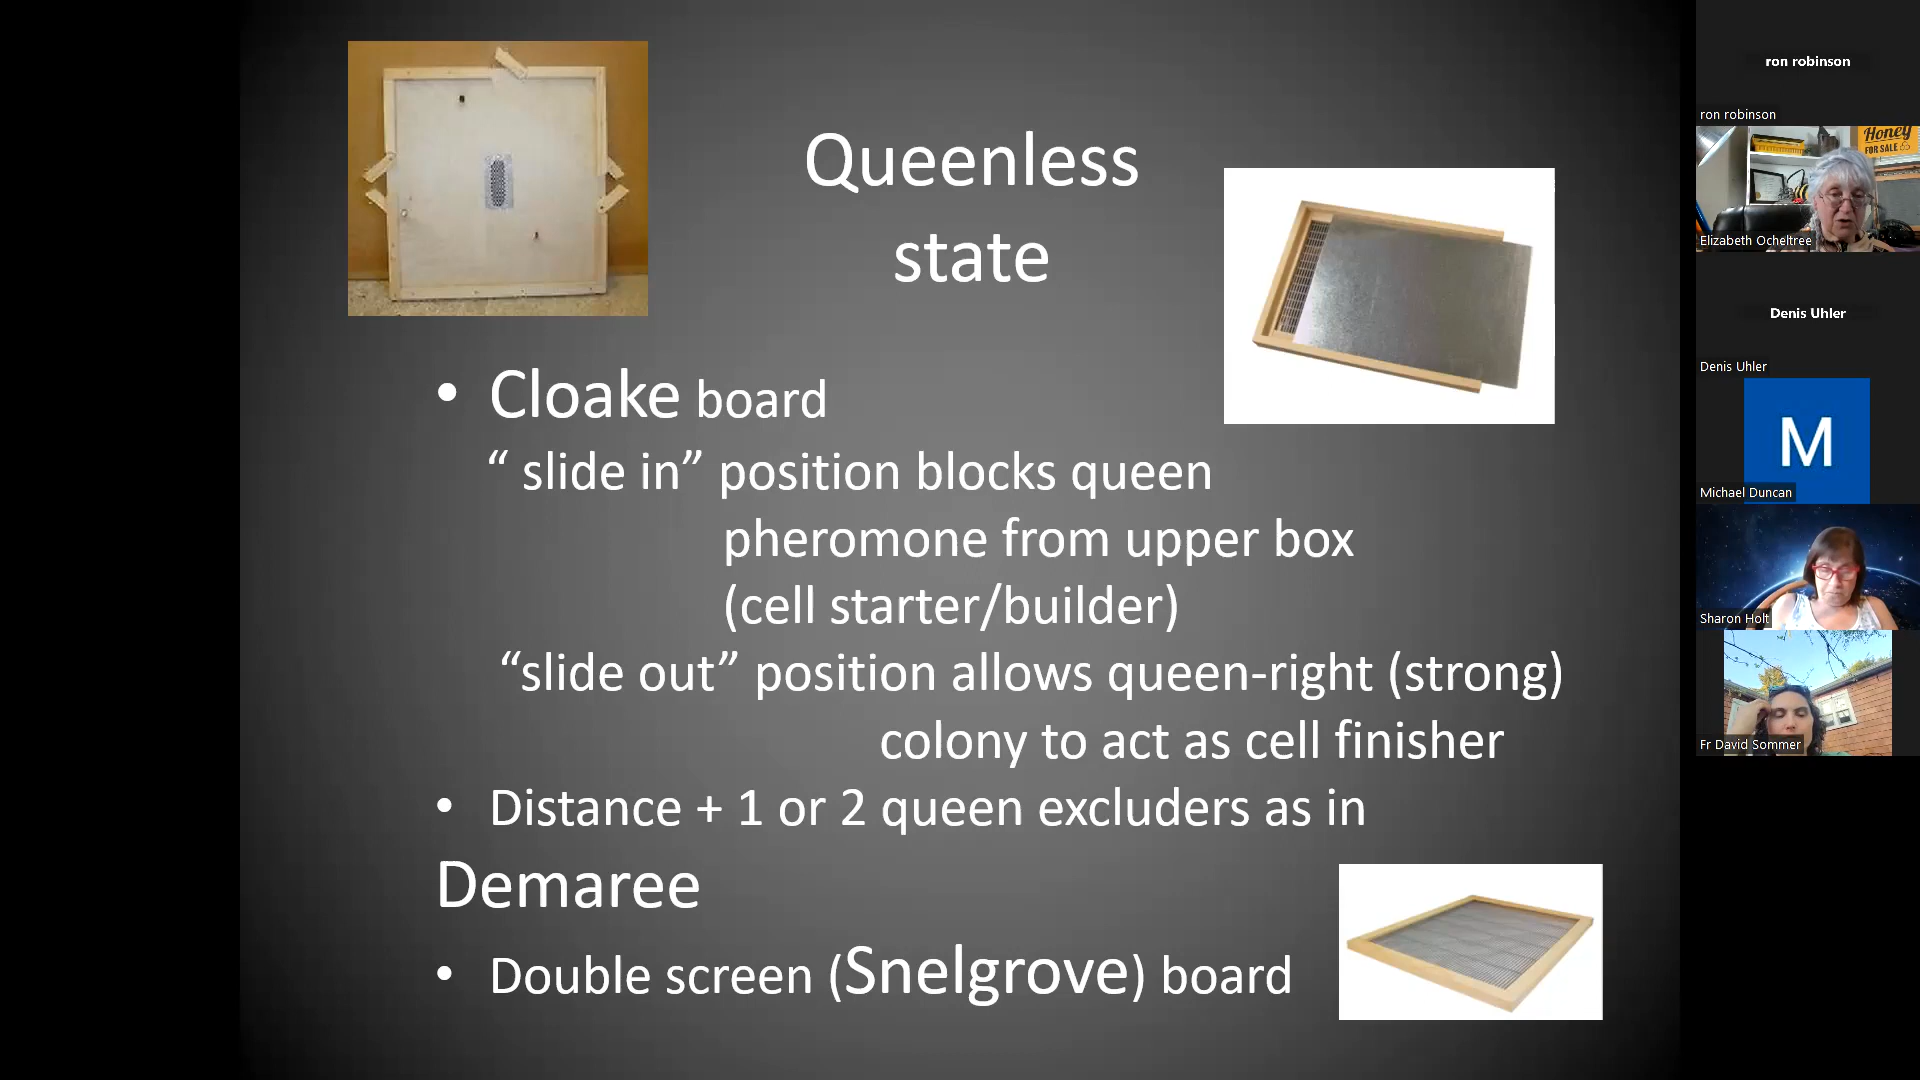 Queenless
state
• Cloake board
“ slide in” position blocks queen
pheromone from upper box
(cell starter/builder)
“slide out” position allows queen-right (strong)
colony to act as cell finisher
• Distance + 1 or 2 queen excluders as in
Demaree
• Double screen (Snelgrove) board
ron robinson
ron robinson
Honey
FOR SALE
Elizabeth Ocheltree
Denis Uhler
Denis Uhler
M
Michael Duncan
Sharon Holt
Fr David Sommer